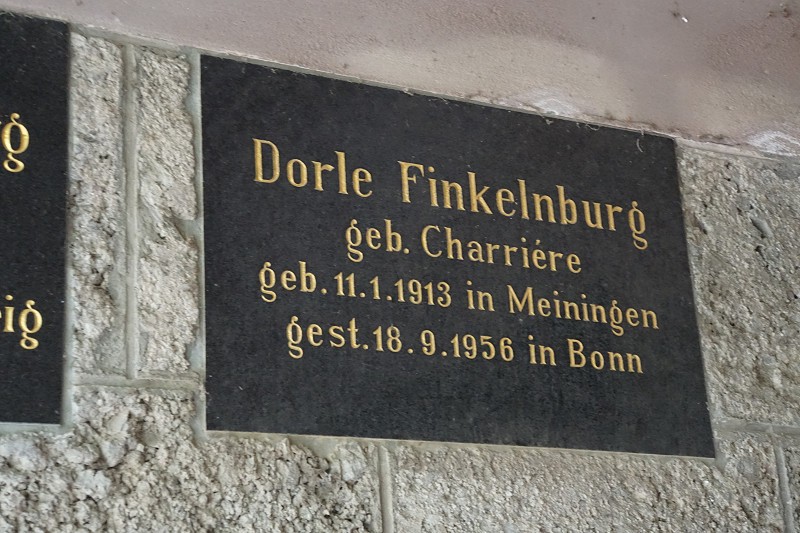 Dorle Finkelnburg
geb. Charriére
geb. 11.1.1913 in Meiningen
gest. 18.9.1956 in Bonn